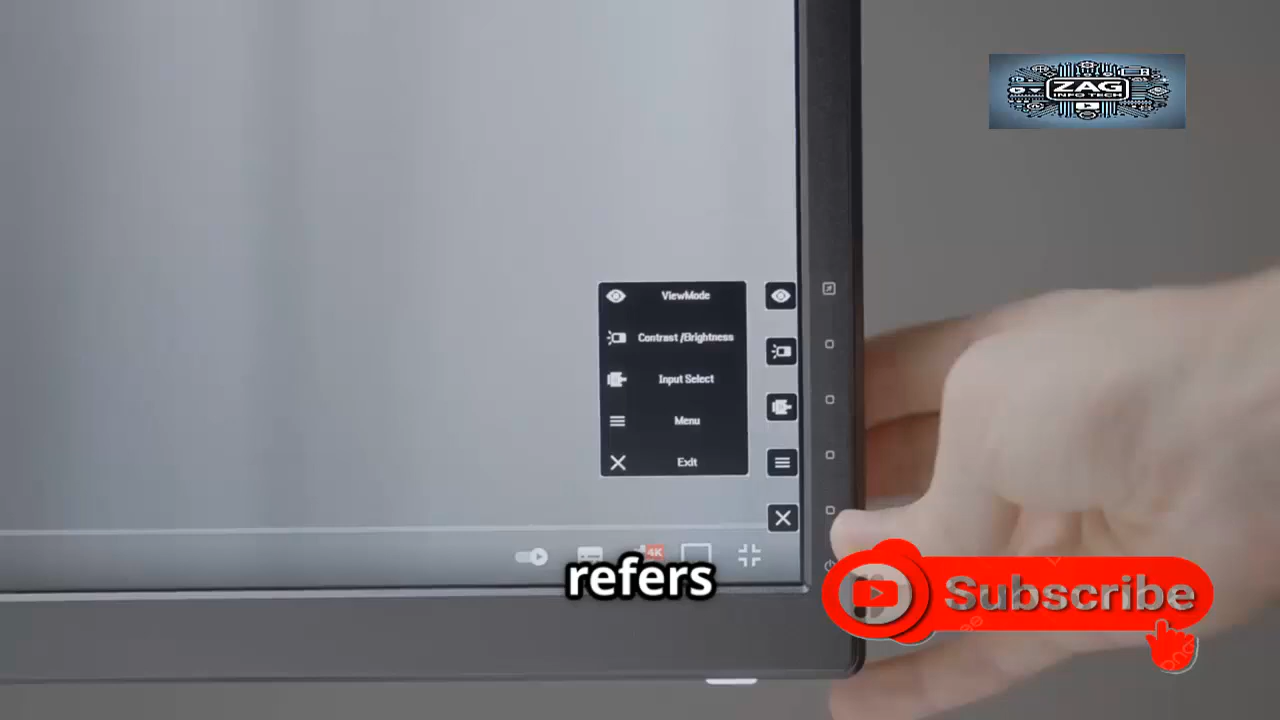 ZAG
INFO TECH
ViewMode
Contrast /Brightness
Input Select
Menu
Exit
4K
refers
Subscribe